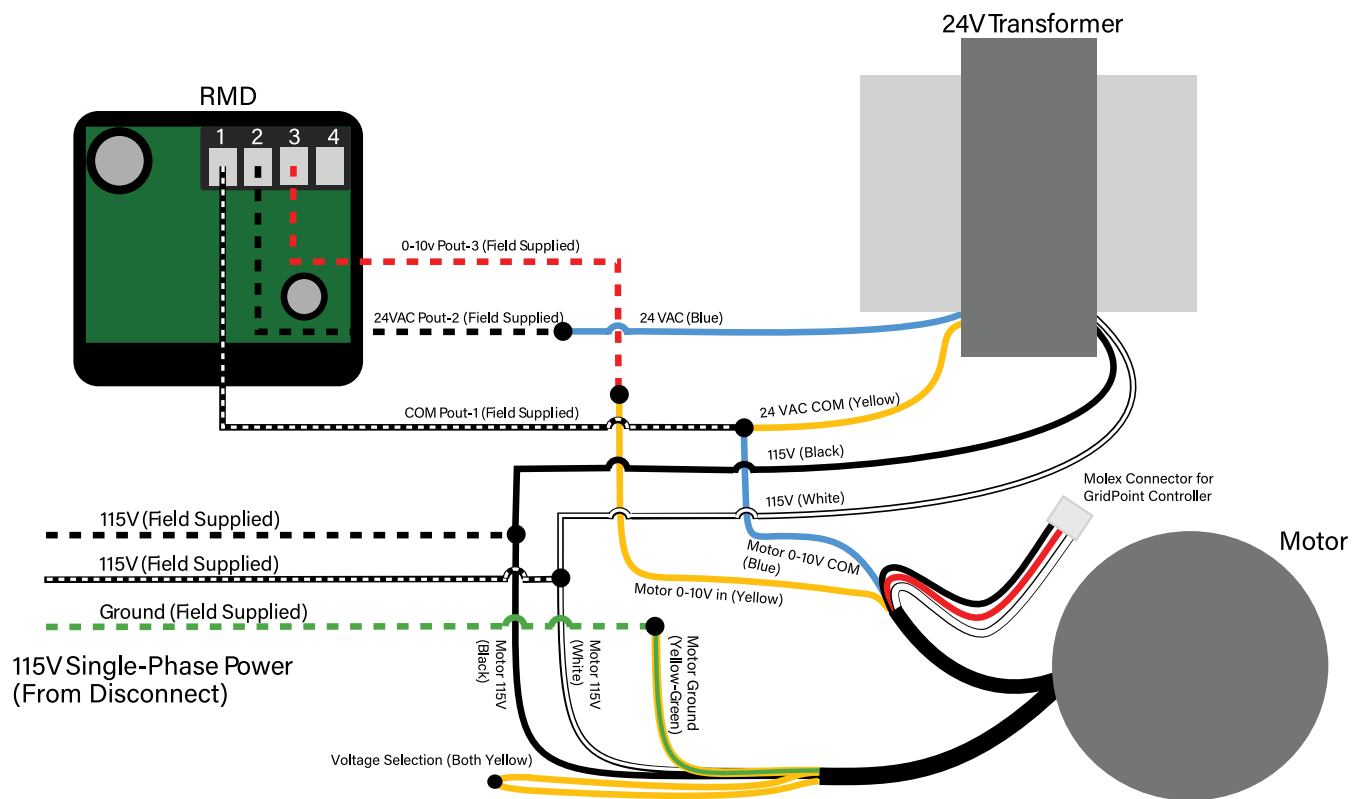 24V Transformer
RMD
1 2 3 4
0-10v Pout-3 (Field Supplied)
24VAC Pout-2 (Field Supplied)
24 VAC (Blue)
COM Pout-1 (Field Supplied)
24 VAC COM (Yellow)
115V (Black)
115V (White)
Molex Connector for
GridPoint Controller
Motor
115V (Field Supplied)
115V (Field Supplied)
Ground (Field Supplied)
115V Single-Phase Power
(From Disconnect)
Motor 0-10V COM
(Blue)
Motor 0-10V in (Yellow)
Motor 115V
(Black)
Motor 115V
(White)
Motor Ground
(Yellow-Green)
Voltage Selection (Both Yellow)